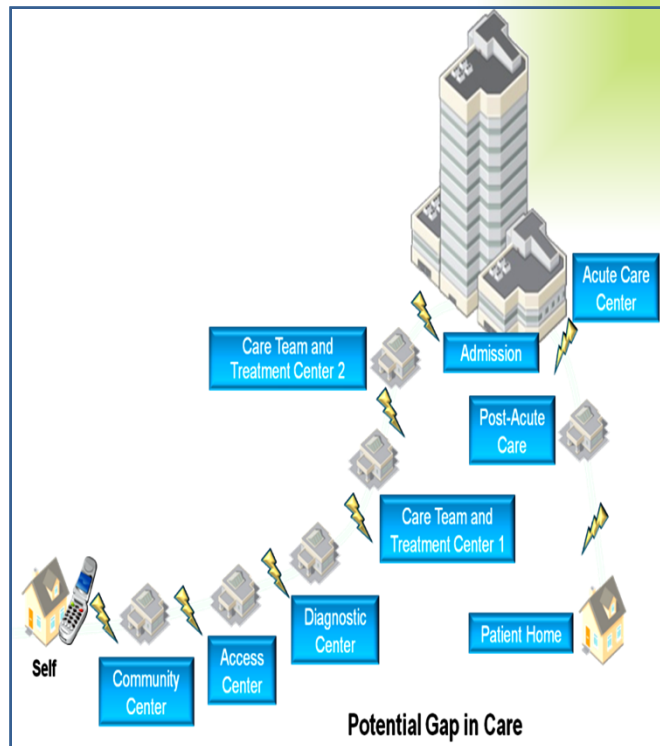 Acute Care
Center
Care Team and
Treatment Center 2
Admission
Post-Acute
Care
Care Team and
Treatment Center 1
Diagnostic
Center
Patient Home
Access
Center
Self
Community
Center
Potential Gap in Care